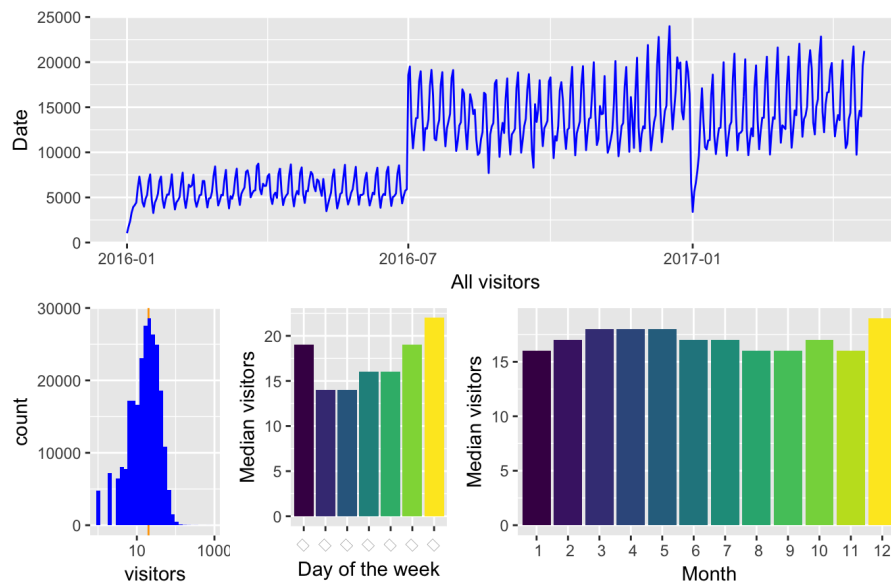 25000
20000
15000
10000
5000
0
Date
2016-01 2016-07 2017-01
All visitors
30000
20000
10000
0
count
10 1000
visitors
20
15
10
5
0
Median visitors
Day of the week
15
10
5
0
Median visitors
1 2 3 4 5 6 7 8 9 10 11 12
Month